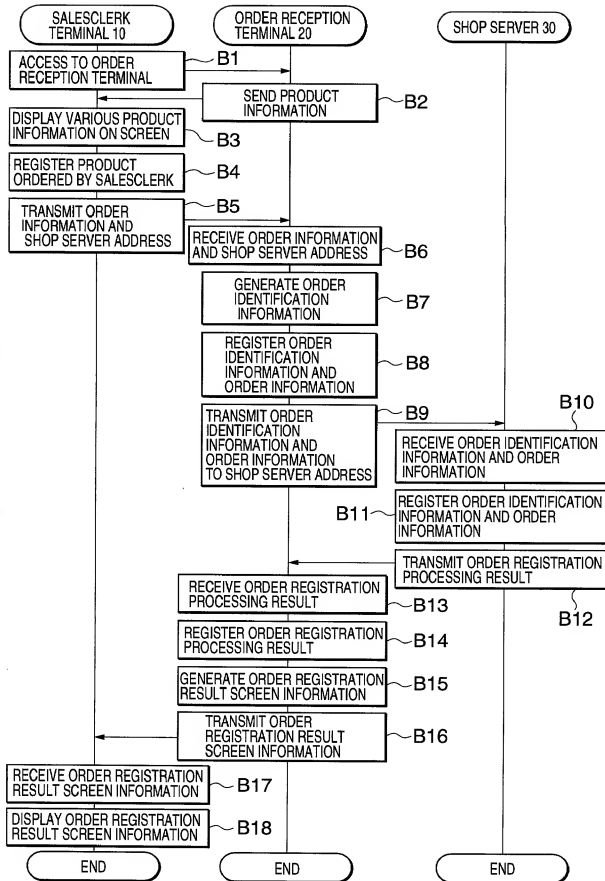 SALESCLERK
TERMINAL 10
ORDER RECEPTION
TERMINAL 20
SHOP SERVER 30
ACCESS TO ORDER
RECEPTION TERMINAL
B1
SEND PRODUCT
INFORMATION
B2
DISPLAY VARIOUS PRODUCT
INFORMATION ON SCREEN
B3
REGISTER PRODUCT
ORDERED BY SALESCLERK
B4
TRANSMIT ORDER
INFORMATION AND
SHOP SERVER ADDRESS
B5
RECEIVE ORDER INFORMATION
AND SHOP SERVER ADDRESS
B6
GENERATE ORDER
IDENTIFICATION
INFORMATION
B7
REGISTER ORDER
IDENTIFICATION
INFORMATION AND
ORDER INFORMATION
B8
TRANSMIT ORDER
IDENTIFICATION
INFORMATION AND
ORDER INFORMATION
TO SHOP SERVER ADDRESS
B9
B10
RECEIVE ORDER IDENTIFICATION
INFORMATION AND ORDER
INFORMATION
B11
REGISTER ORDER IDENTIFICATION
INFORMATION AND ORDER
INFORMATION
TRANSMIT ORDER REGISTRATION
PROCESSING RESULT
B12
RECEIVE ORDER REGISTRATION
PROCESSING RESULT
B13
REGISTER ORDER REGISTRATION
PROCESSING RESULT
B14
GENERATE ORDER REGISTRATION
RESULT SCREEN INFORMATION
B15
TRANSMIT ORDER
REGISTRATION RESULT
SCREEN INFORMATION
B16
RECEIVE ORDER REGISTRATION
RESULT SCREEN INFORMATION
B17
DISPLAY ORDER REGISTRATION
RESULT SCREEN INFORMATION
B18
END
END
END